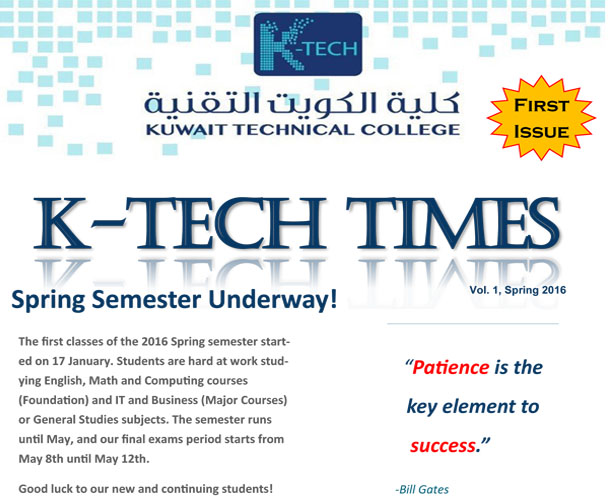 K-TECH
كلية الكويت التقنية
KUWAIT TECHNICAL COLLEGE
FIRST
ISSUE
K-TECH TIMES
Vol. 1, Spring 2016
Spring Semester Underway!
The first classes of the 2016 Spring semester start-
ed on 17 January. Students are hard at work stud-
ying English, Math and Computing courses
(Foundation) and IT and Business (Major Courses)
or General Studies subjects. The semester runs
until May, and our final exams period starts from
May 8th until May 12th.
Good luck to our new and continuing students!
“Patience is the
key element to
success.”
-Bill Gates